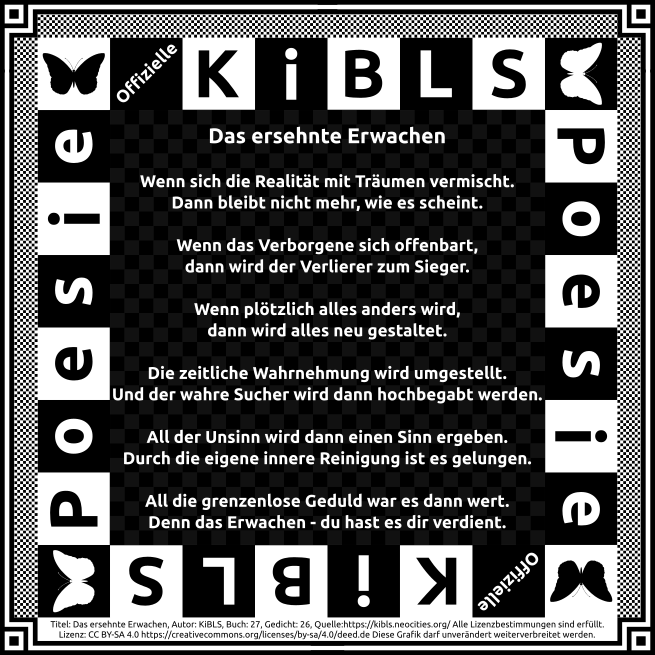 Offizielle KiBLS
Poesie
Poesie
Das ersehnte Erwachen
Wenn sich die Realität mit Träumen vermischt.
Dann bleibt nicht mehr, wie es scheint.
Wenn das Verborgene sich offenbart,
dann wird der Verlierer zum Sieger.
Wenn plötzlich alles anders wird,
dann wird alles neu gestaltet.
Die zeitliche Wahrnehmung wird umgestellt.
Und der wahre Sucher wird dann hochbegabt werden.
All der Unsinn wird dann einen Sinn ergeben.
Durch die eigene innere Reinigung ist es gelungen.
All die grenzenlose Geduld war es dann wert.
Denn das Erwachen - du hast es dir verdient.
Offizielle KiBLS
Titel: Das ersehnte Erwachen, Autor: KiBLS, Buch: 27, Gedicht: 26, Quelle:https://kibls.neocities.org/ Alle Lizenzbestimmungen sind erfüllt.
Lizenz: CC BY-SA 4.0 https://creativecommons.org/licenses/by-sa/4.0/deed.de Diese Grafik darf unverändert weiterverbreitet werden.